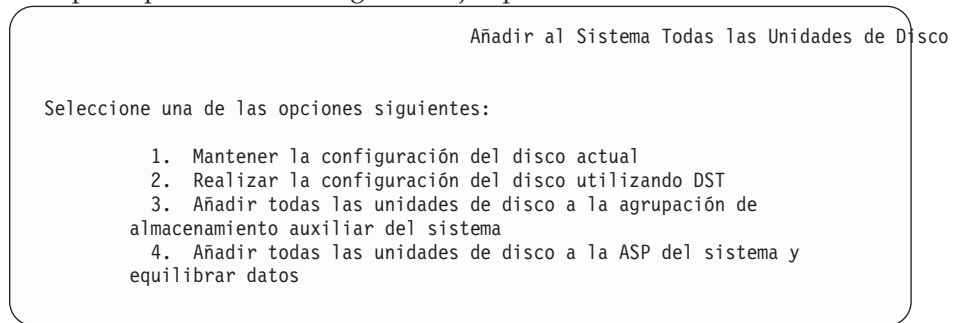 Añadir al Sistema Todas las Unidades de Disco
Seleccione una de las opciones siguientes:
1. Mantener la configuración del disco actual
2. Realizar la configuración del disco utilizando DST
3. Añadir todas las unidades de disco a la agrupación de
almacenamiento auxiliar del sistema
4. Añadir todas las unidades de disco a la ASP del sistema y
equilibrar datos